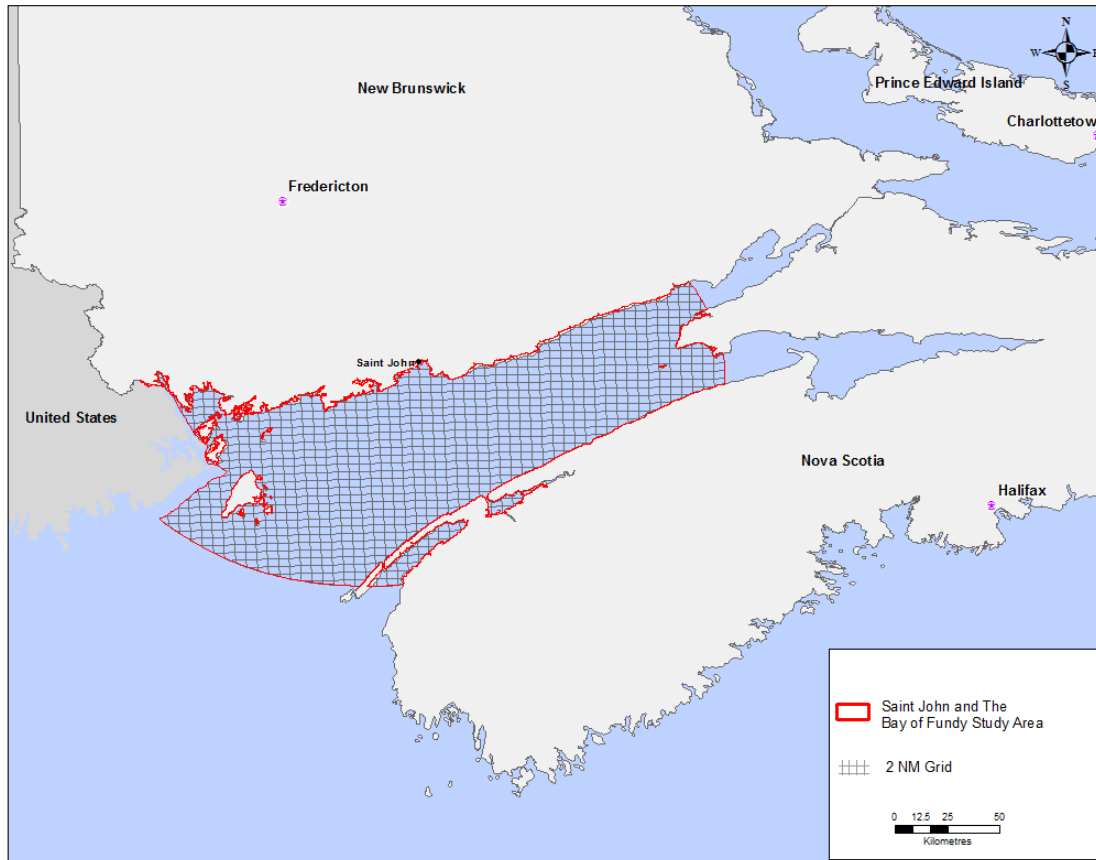 N
W E
S
New Brunswick
Prince Edward Island
Charlottetow
Fredericton
Saint John
United States
Nova Scotia
Halifax
Saint John and The
Bay of Fundy Study Area
2 NM Grid
0 12.5 25 50
Kilometres